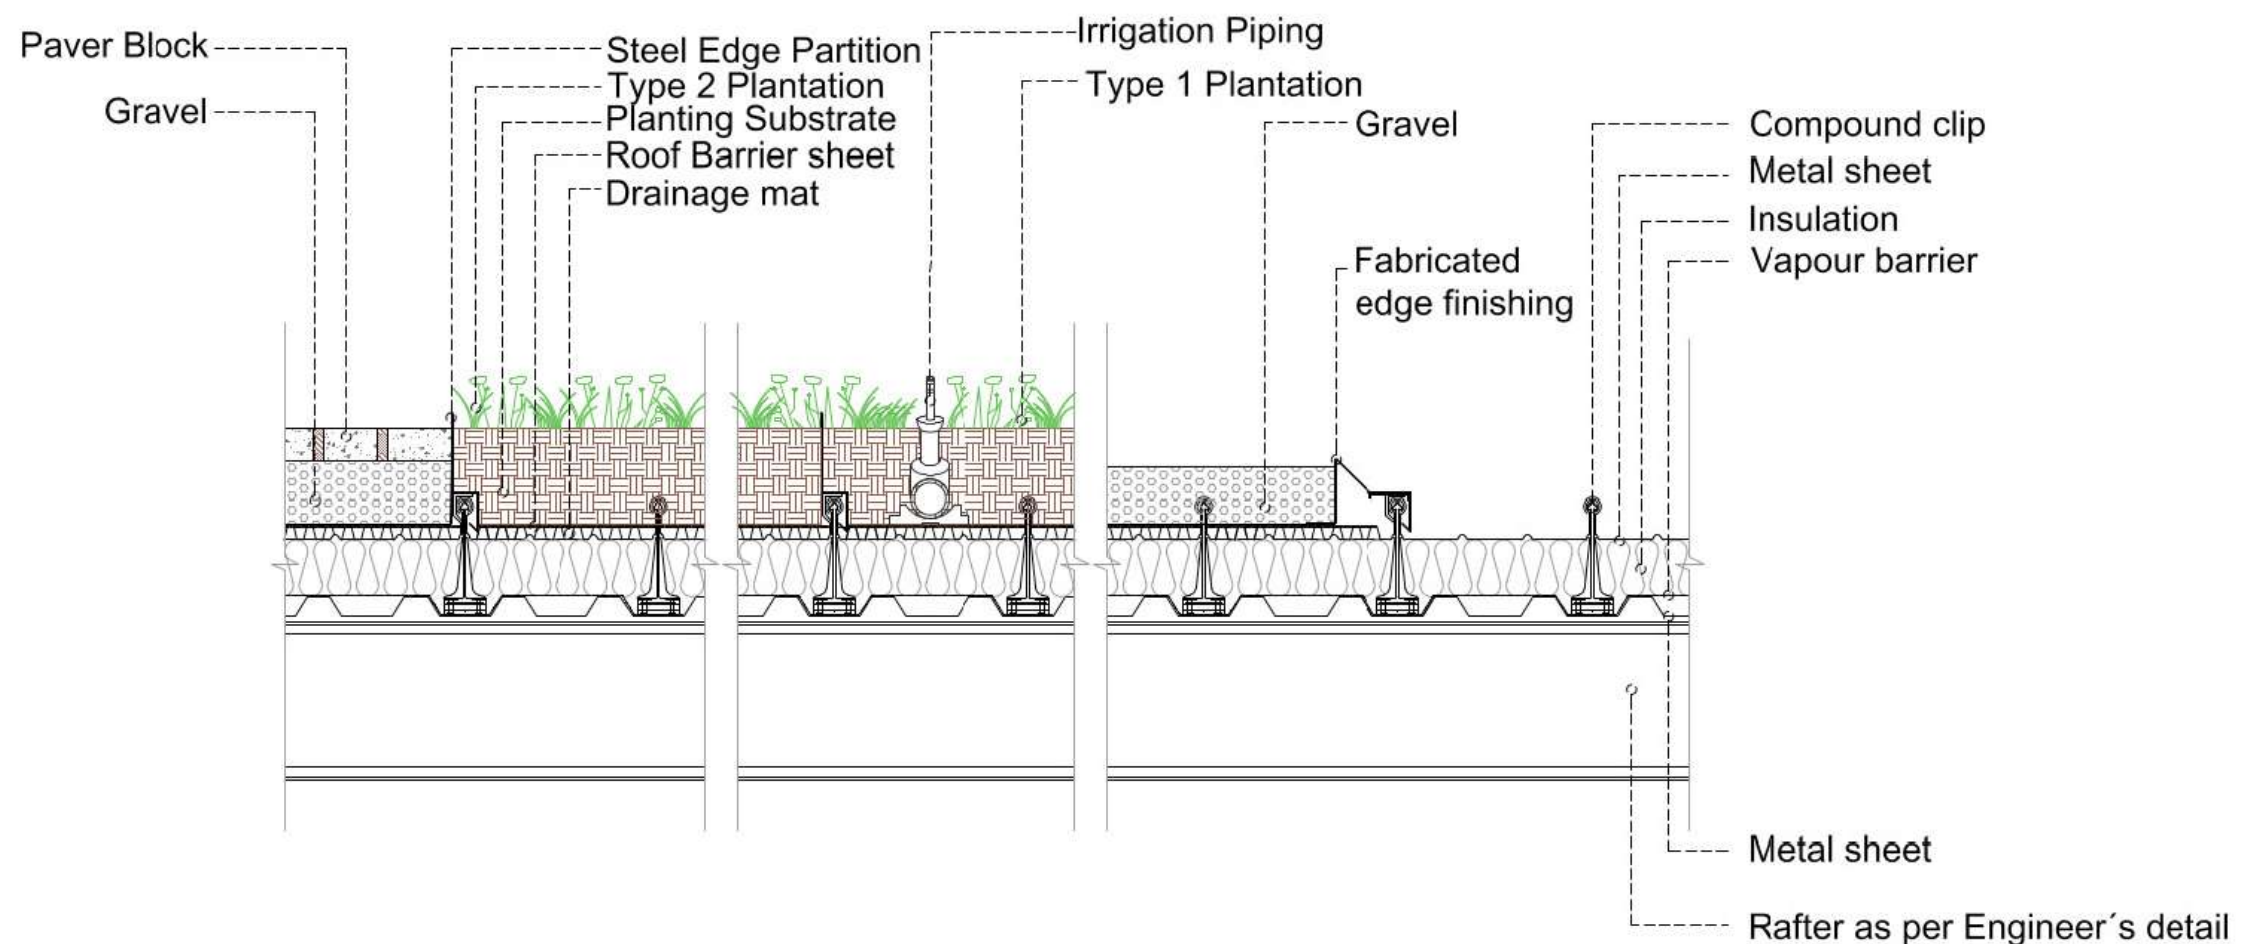 Paver Block
Gravel
Steel Edge Partition
Type 2 Plantation
Planting Substrate
Roof Barrier sheet
Drainage mat
Irrigation Piping
Type 1 Plantation
Gravel
Fabricated
edge finishing
Compound clip
Metal sheet
Insulation
Vapour barrier
Metal sheet
Rafter as per Engineer´s detail